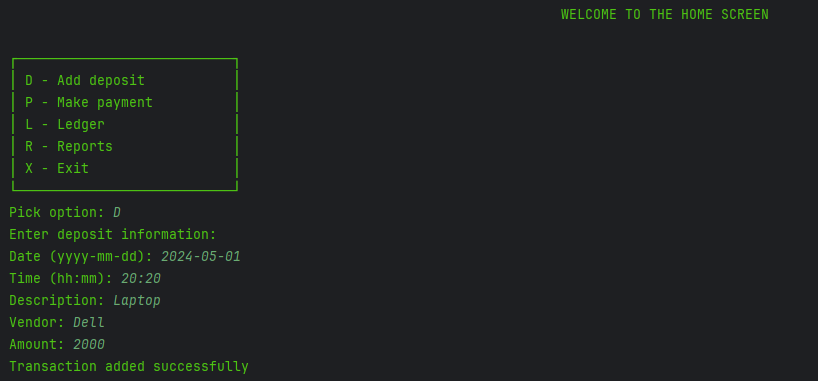 WELCOME TO THE HOME SCREEN
D - Add deposit
P - Make payment
L - Ledger
R - Reports
X - Exit
Pick option: D
Enter deposit information:
Date (yyyy-mm-dd): 2024-05-01
Time (hh:mm): 20:20
Description: Laptop
Vendor: Dell
Amount: 2000
Transaction added successfully